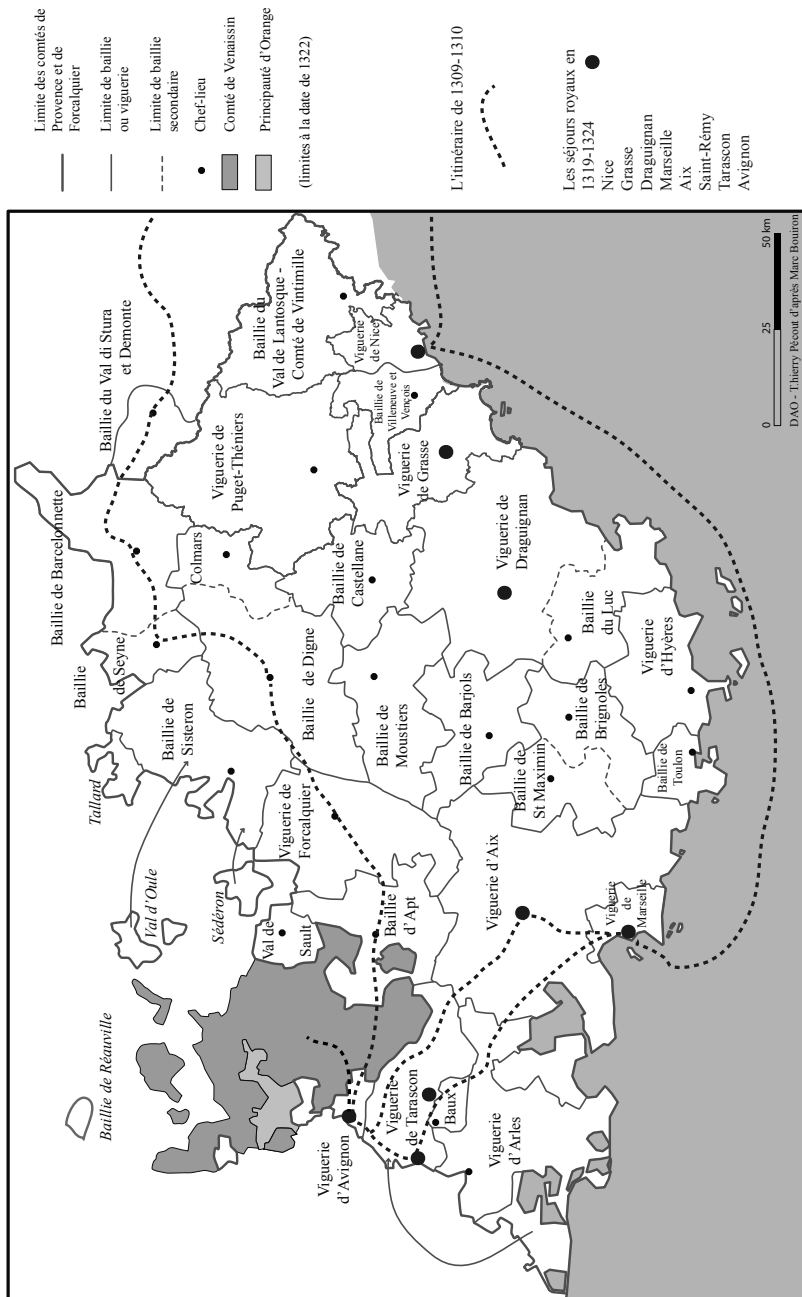 Limite des comtés de
Provence et de
Forcalquier
Limite de baillie
ou viguerie
Limite de baillie
secondaire
Chef-lieu
Comté de Venaissin
Principauté d'Orange
(limites à la date de 1322)
L'itinéraire de 1309-1310
Les séjours royaux en
1319-1324
Nice
Grasse
Draguignan
Marseille
Aix
Saint-Rémy
Tarascon
Avignon
Baillie de Réauville
Val d'Oule
Sédéron
Tallard
Baillie
de Seyne
Baillie de Barcelonnette
Baillie du Val di Stura
et Demonte
Baillie de
Sisteron
Colmars
Baillie du
Val de Lantosque -
Comté de Vintimille
Viguerie de
Puget-Théniers
Viguerie
de Nice
Baillie de
Villeneuve et
Vençois
Viguerie
de Grasse
Baillie de
Castellane
Baillie de Digne
Viguerie de
Forcalquier
Val de
Sault
Baillie
d'Apt
Viguerie
d'Avignon
Viguerie
de Tarascon
Baux
Viguerie
d'Arles
Viguerie d'Aix
Baillie de
Moustiers
Baillie de Barjols
Viguerie de
Draguignan
Baillie de
St Maximin
Baillie de
Brignoles
Baillie
du Luc
Viguerie
de
Marseille
Baillie de
Toulon
Viguerie
d'Hyères
0 25 50 km
DAO - T.hierry Pécout d'après Marc Bouiron